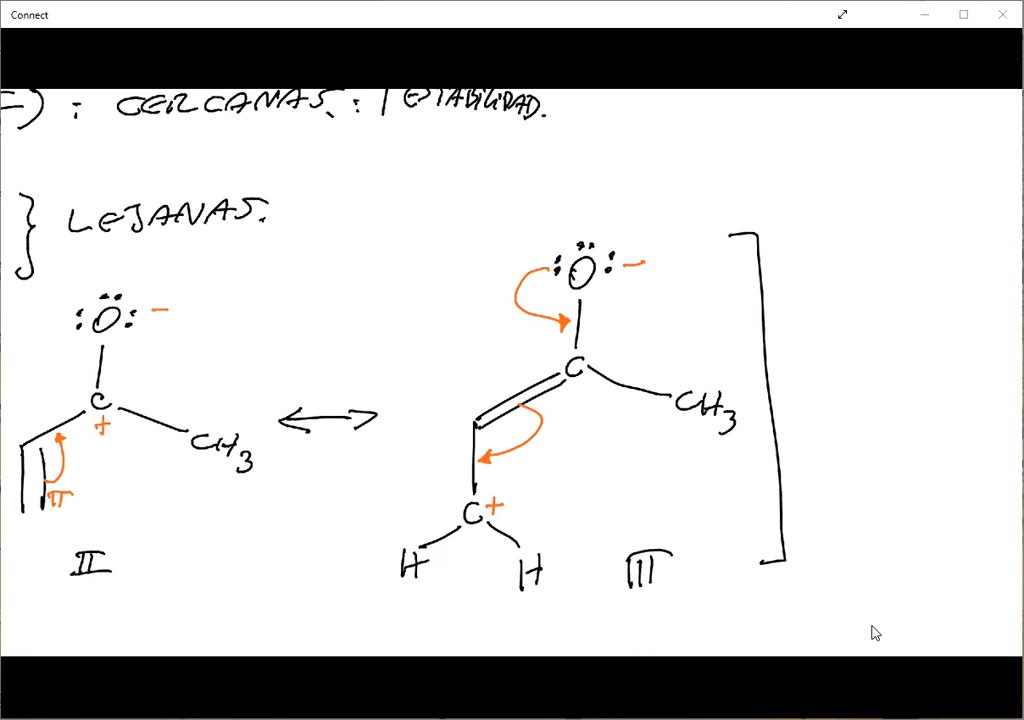 Connect
=) : CERCANAS. : ↑ ESTABILIDAD.
} LEJANAS.
:Ö: −
:Ö: −
C
C
+
CH3
CH3
π
C+
H
H
II
III